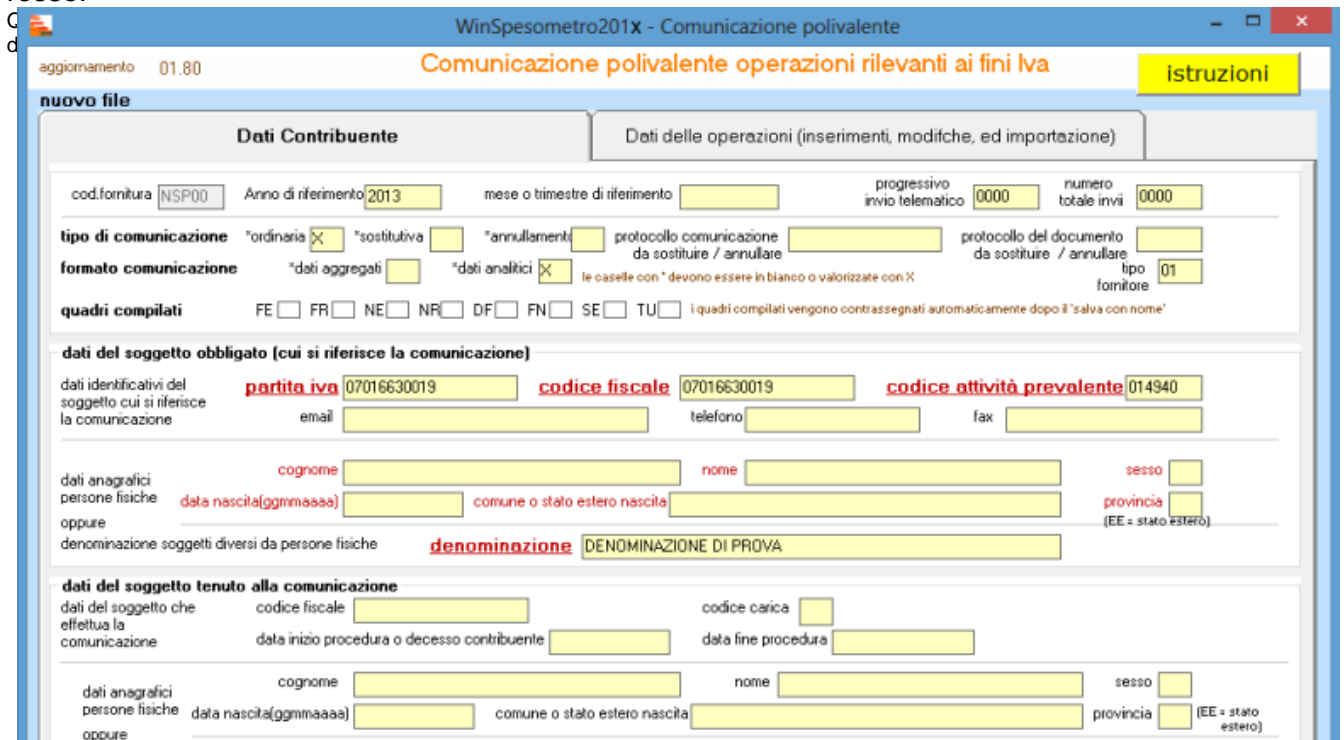 WinSpesometro201x - Comunicazione polivalente
aggiornamento 01.80 Comunicazione polivalente operazioni rilevanti ai fini Iva istruzioni
nuovo file
Dati Contribuente Dati delle operazioni (inserimenti, modifche, ed importazione)
cod.fornitura NSP00 Anno di riferimento 2013 mese o trimestre di riferimento progressivo invio telematico 0000 numero totale invii 0000
tipo di comunicazione *ordinaria X *sostitutiva *annullamento protocollo comunicazione da sostituire / annullare protocollo del documento da sostituire / annullare
formato comunicazione *dati aggregati *dati analitici X le caselle con * devono essere in bianco o valorizzate con X tipo fornitore 01
quadri compilati FE FR NE NR DF FN SE TU i quadri compilati vengono contrassegnati automaticamente dopo il 'salva con nome'
dati del soggetto obbligato (cui si riferisce la comunicazione)
dati identificativi del soggetto cui si riferisce la comunicazione partita iva 07016630019 codice fiscale 07016630019 codice attività prevalente 014940
email telefono fax
dati anagrafici persone fisiche cognome nome sesso
data nascita(ggmmaaaa) comune o stato estero nascita provincia
(EE = stato estero)
oppure
denominazione soggetti diversi da persone fisiche denominazione DENOMINAZIONE DI PROVA
dati del soggetto tenuto alla comunicazione
dati del soggetto che effettua la comunicazione codice fiscale codice carica
data inizio procedura o decesso contribuente data fine procedura
dati anagrafici persone fisiche cognome nome sesso
data nascita(ggmmaaaa) comune o stato estero nascita provincia (EE = stato estero)
oppure